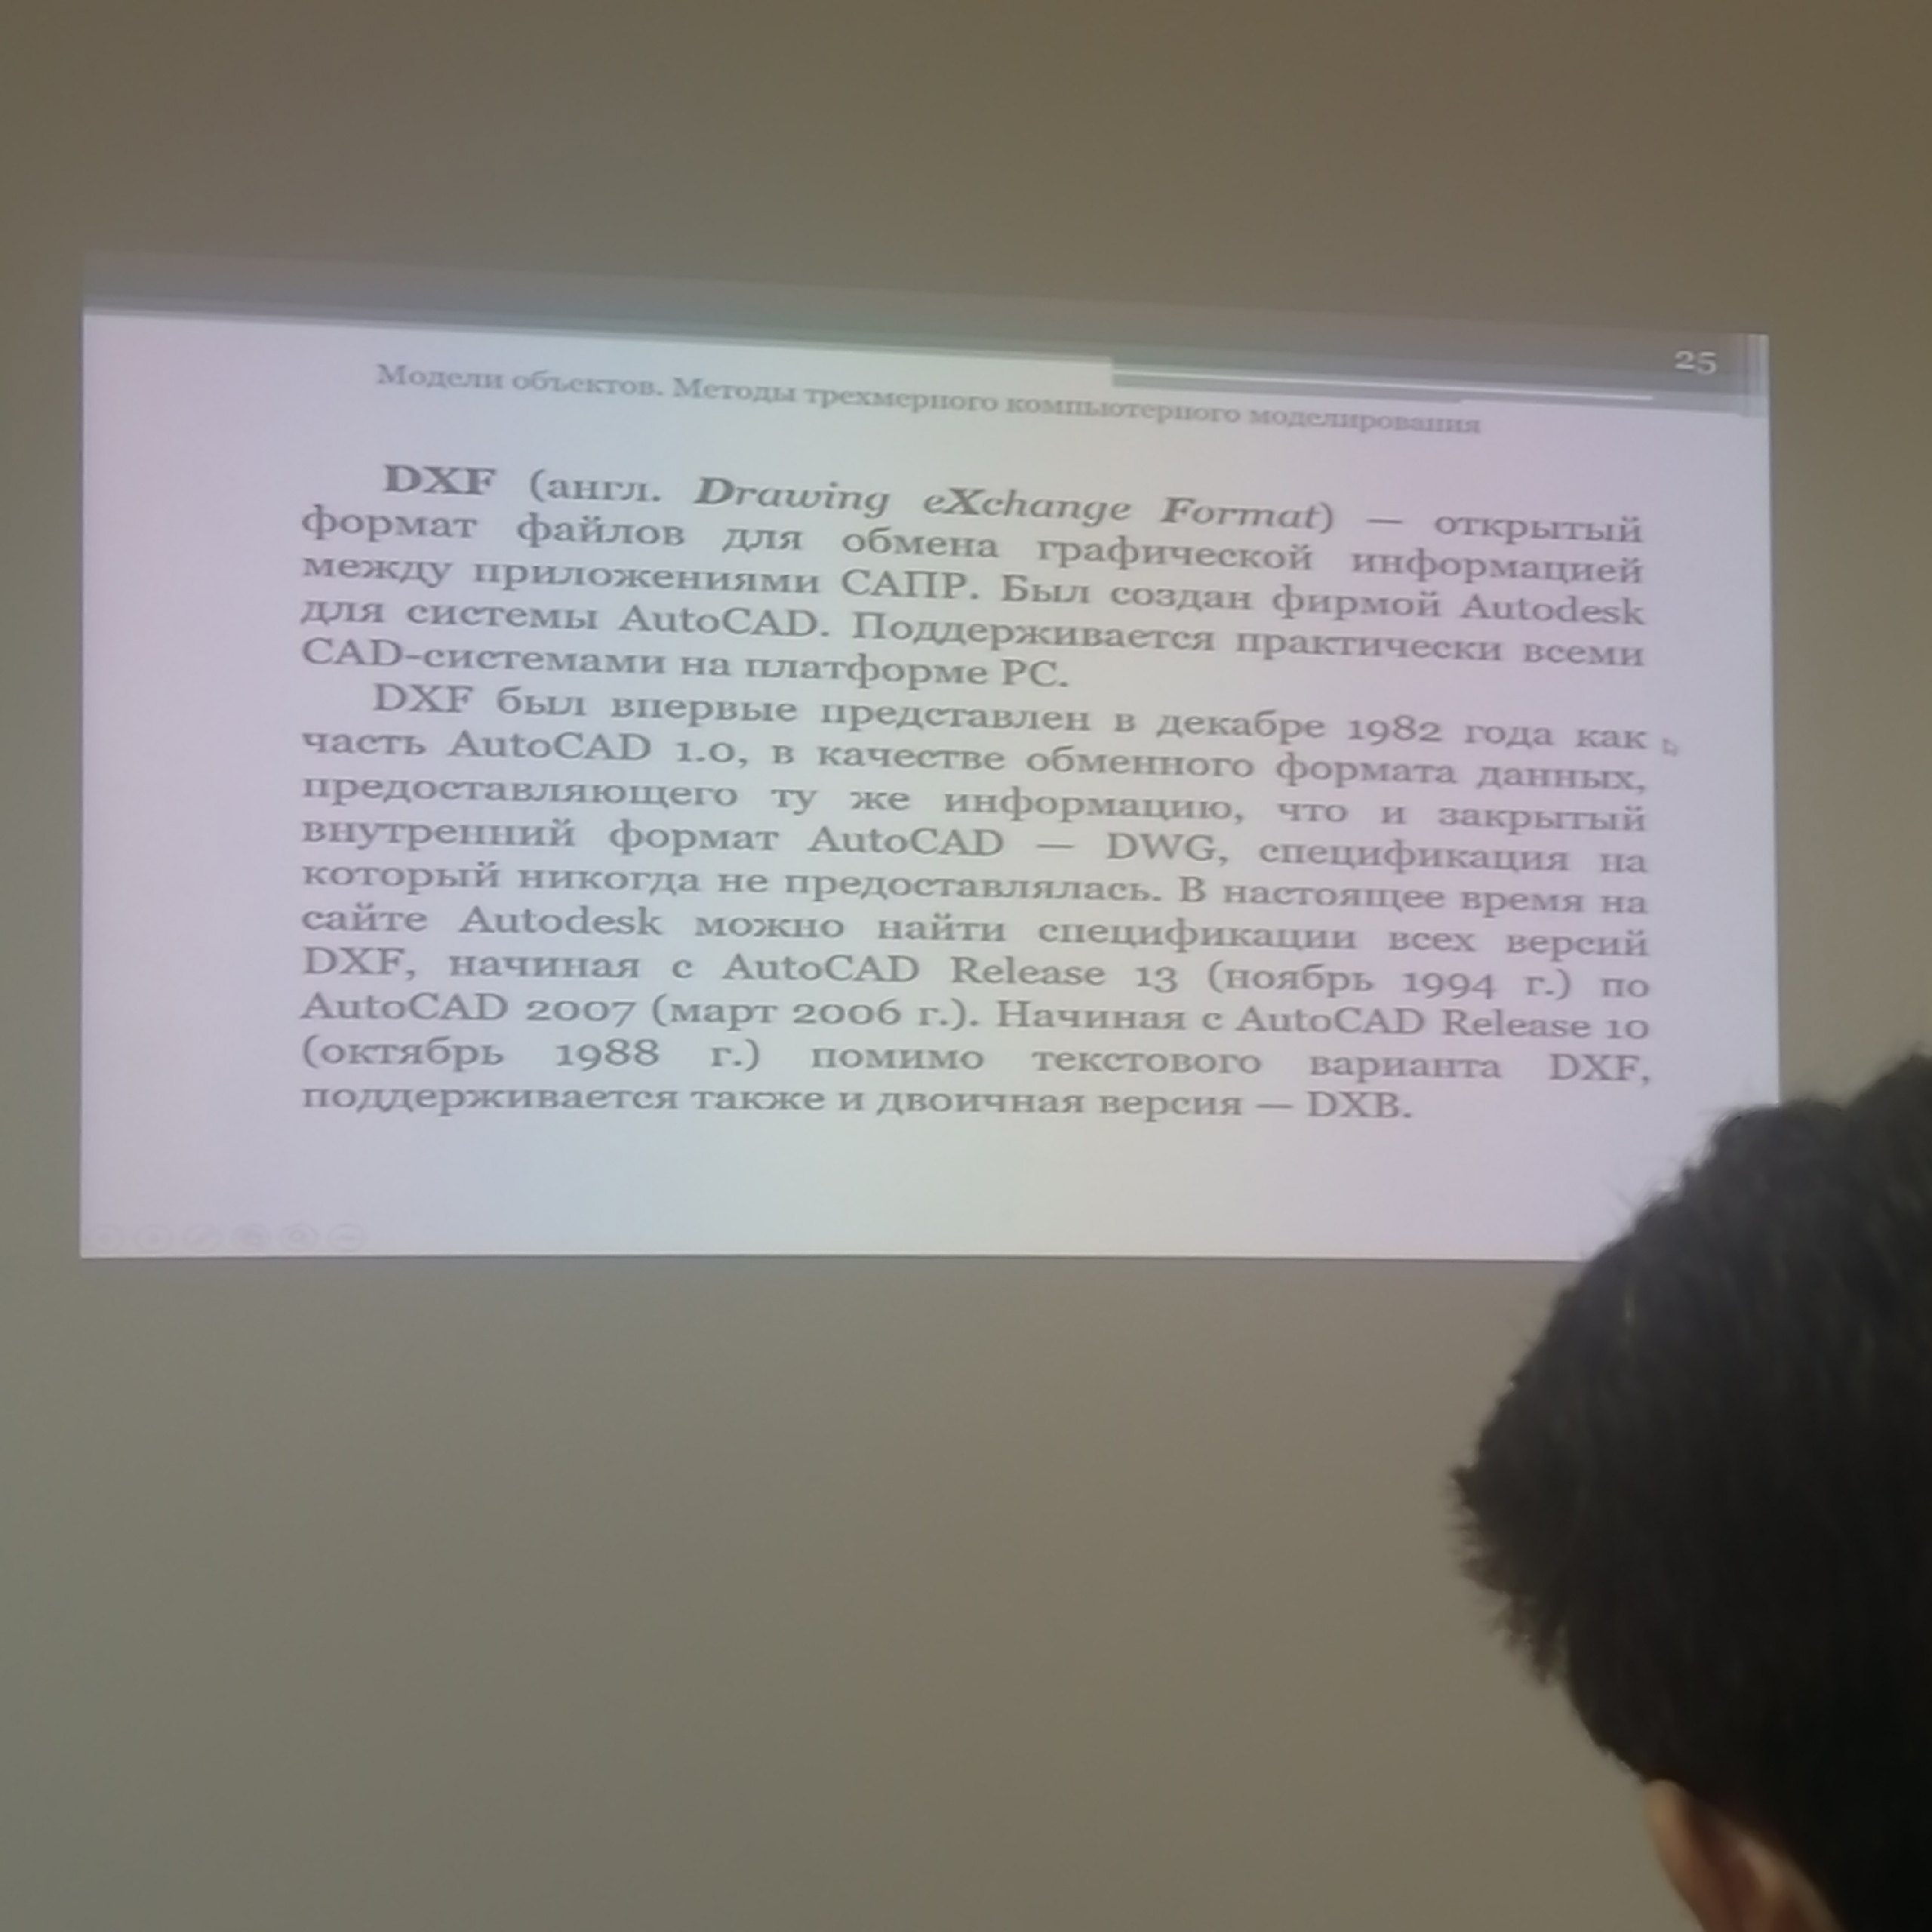 25
Модели объектов. Методы трехмерного компьютерного моделирования
DXF (англ. Drawing eXchange Format) — открытый
формат файлов для обмена графической информацией
между приложениями САПР. Был создан фирмой Autodesk
для системы AutoCAD. Поддерживается практически всеми
CAD-системами на платформе PC.
DXF был впервые представлен в декабре 1982 года как
часть AutoCAD 1.0, в качестве обменного формата данных,
предоставляющего ту же информацию, что и закрытый
внутренний формат AutoCAD — DWG, спецификация на
который никогда не предоставлялась. В настоящее время на
сайте Autodesk можно найти спецификации всех версий
DXF, начиная с AutoCAD Release 13 (ноябрь 1994 г.) по
AutoCAD 2007 (март 2006 г.). Начиная с AutoCAD Release 10
(октябрь 1988 г.) помимо текстового варианта DXF,
поддерживается также и двоичная версия — DXB.